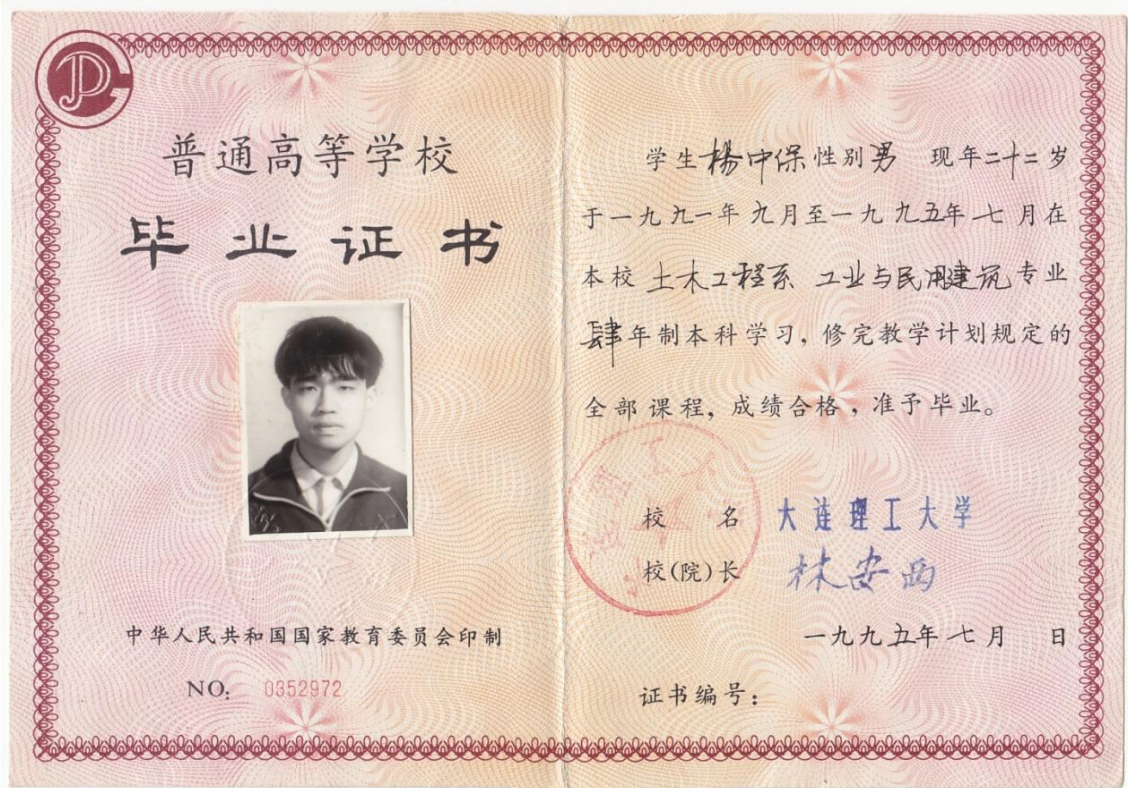 普通高等学校
毕业证书
中华人民共和国国家教育委员会印制
NO: 0352972
学生 楊中保 性别 男 现年二十二岁
于一九九一年九月至一九九五年七月在
本校 土木工程系 工业与民用建筑 专业
肆年制本科学习，修完教学计划规定的
全部课程，成绩合格，准予毕业。
校 名 大连理工大学
校(院)长 林安西
一九九五年七月 日
证书编号：